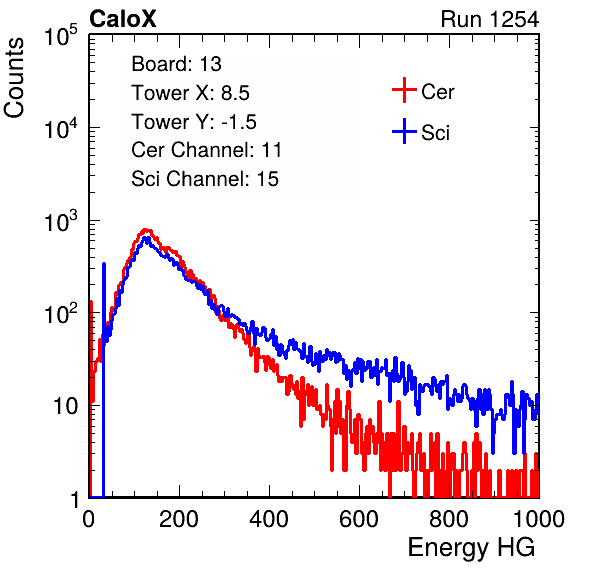 CaloX Run 1254
Counts
Board: 13
Tower X: 8.5
Tower Y: -1.5
Cer Channel: 11
Sci Channel: 15
Cer
Sci
10^5
10^4
10^3
10^2
10
1
0 200 400 600 800 1000
Energy HG